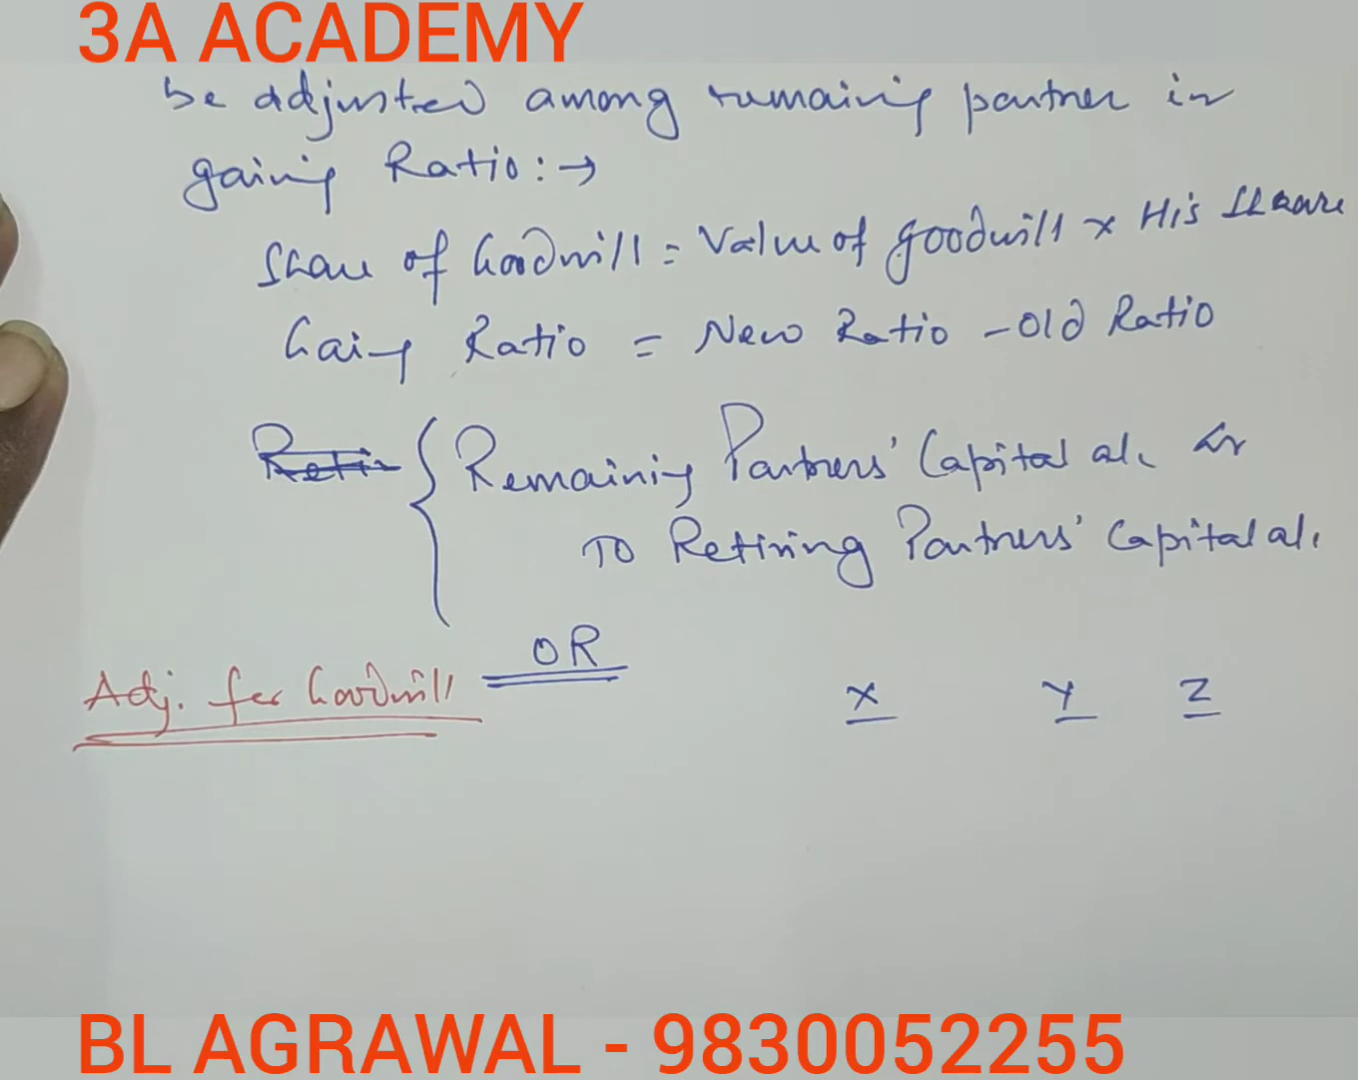 3A ACADEMY
be adjusted among remaining partner in
gaining Ratio :→
Share of Goodwill = Value of goodwill x His Share
Gaing Ratio = New Ratio - Old Ratio
Remaining Partners' Capital a/c Dr
TO Retiring Partners' Capital a/c
OR
Adj. for Goodwill
X Y Z
BL AGRAWAL - 9830052255